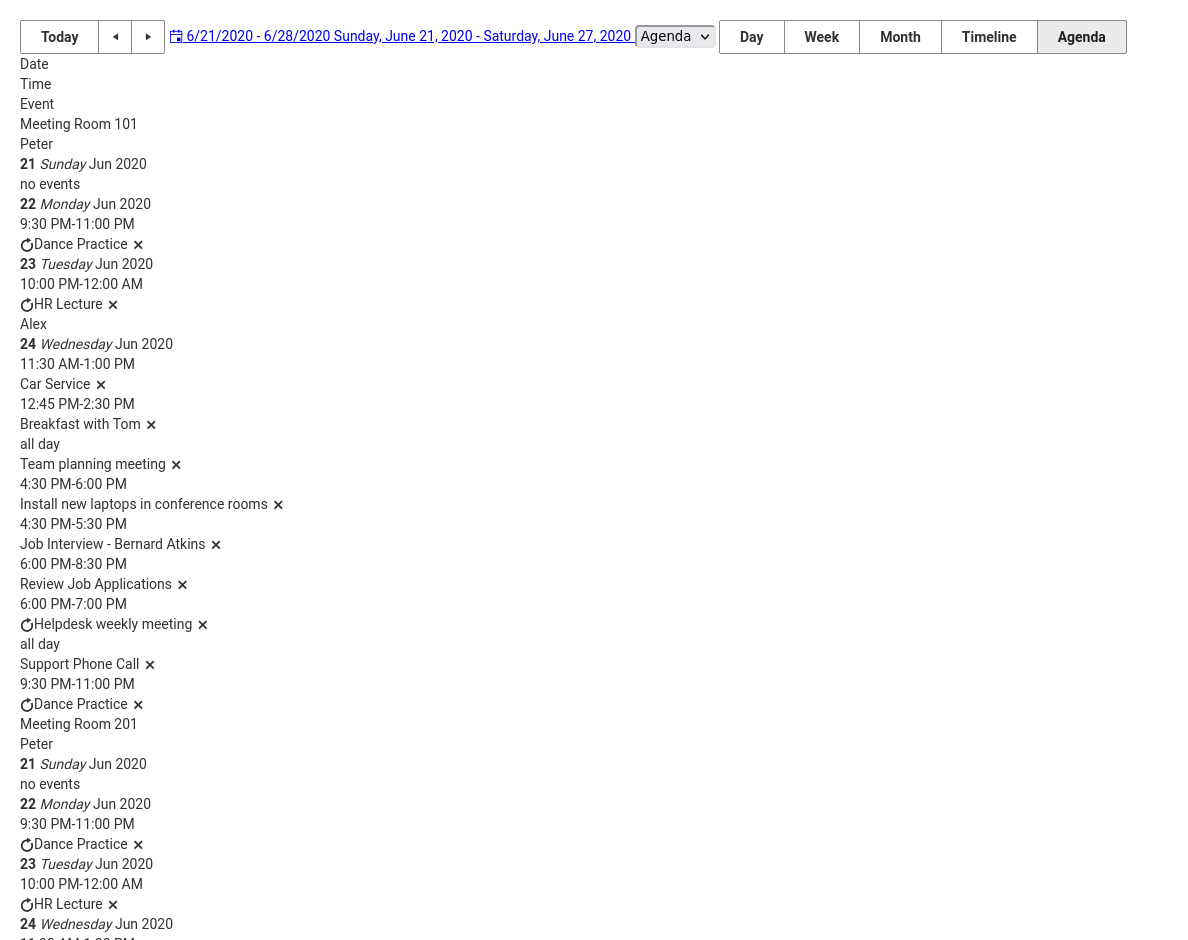 Today 6/21/2020 - 6/28/2020 Sunday, June 21, 2020 - Saturday, June 27, 2020 Agenda Day Week Month Timeline Agenda
Date
Time
Event
Meeting Room 101
Peter
21 Sunday Jun 2020
no events
22 Monday Jun 2020
9:30 PM-11:00 PM
Dance Practice
23 Tuesday Jun 2020
10:00 PM-12:00 AM
HR Lecture
Alex
24 Wednesday Jun 2020
11:30 AM-1:00 PM
Car Service
12:45 PM-2:30 PM
Breakfast with Tom
all day
Team planning meeting
4:30 PM-6:00 PM
Install new laptops in conference rooms
4:30 PM-5:30 PM
Job Interview - Bernard Atkins
6:00 PM-8:30 PM
Review Job Applications
6:00 PM-7:00 PM
Helpdesk weekly meeting
all day
Support Phone Call
9:30 PM-11:00 PM
Dance Practice
Meeting Room 201
Peter
21 Sunday Jun 2020
no events
22 Monday Jun 2020
9:30 PM-11:00 PM
Dance Practice
23 Tuesday Jun 2020
10:00 PM-12:00 AM
HR Lecture
24 Wednesday Jun 2020